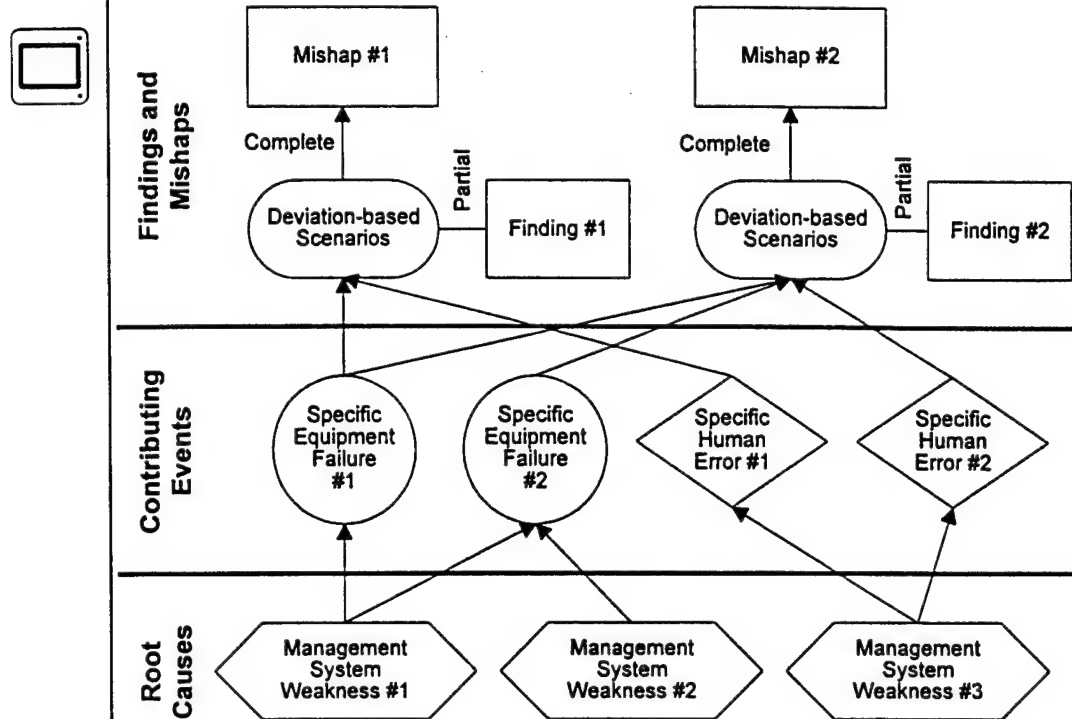 Findings and
Mishaps
Mishap #1
Mishap #2
Complete
Complete
Partial
Partial
Deviation-based
Scenarios
Finding #1
Deviation-based
Scenarios
Finding #2
Contributing
Events
Specific
Equipment
Failure
#1
Specific
Equipment
Failure
#2
Specific
Human
Error #1
Specific
Human
Error #2
Root
Causes
Management
System
Weakness #1
Management
System
Weakness #2
Management
System
Weakness #3